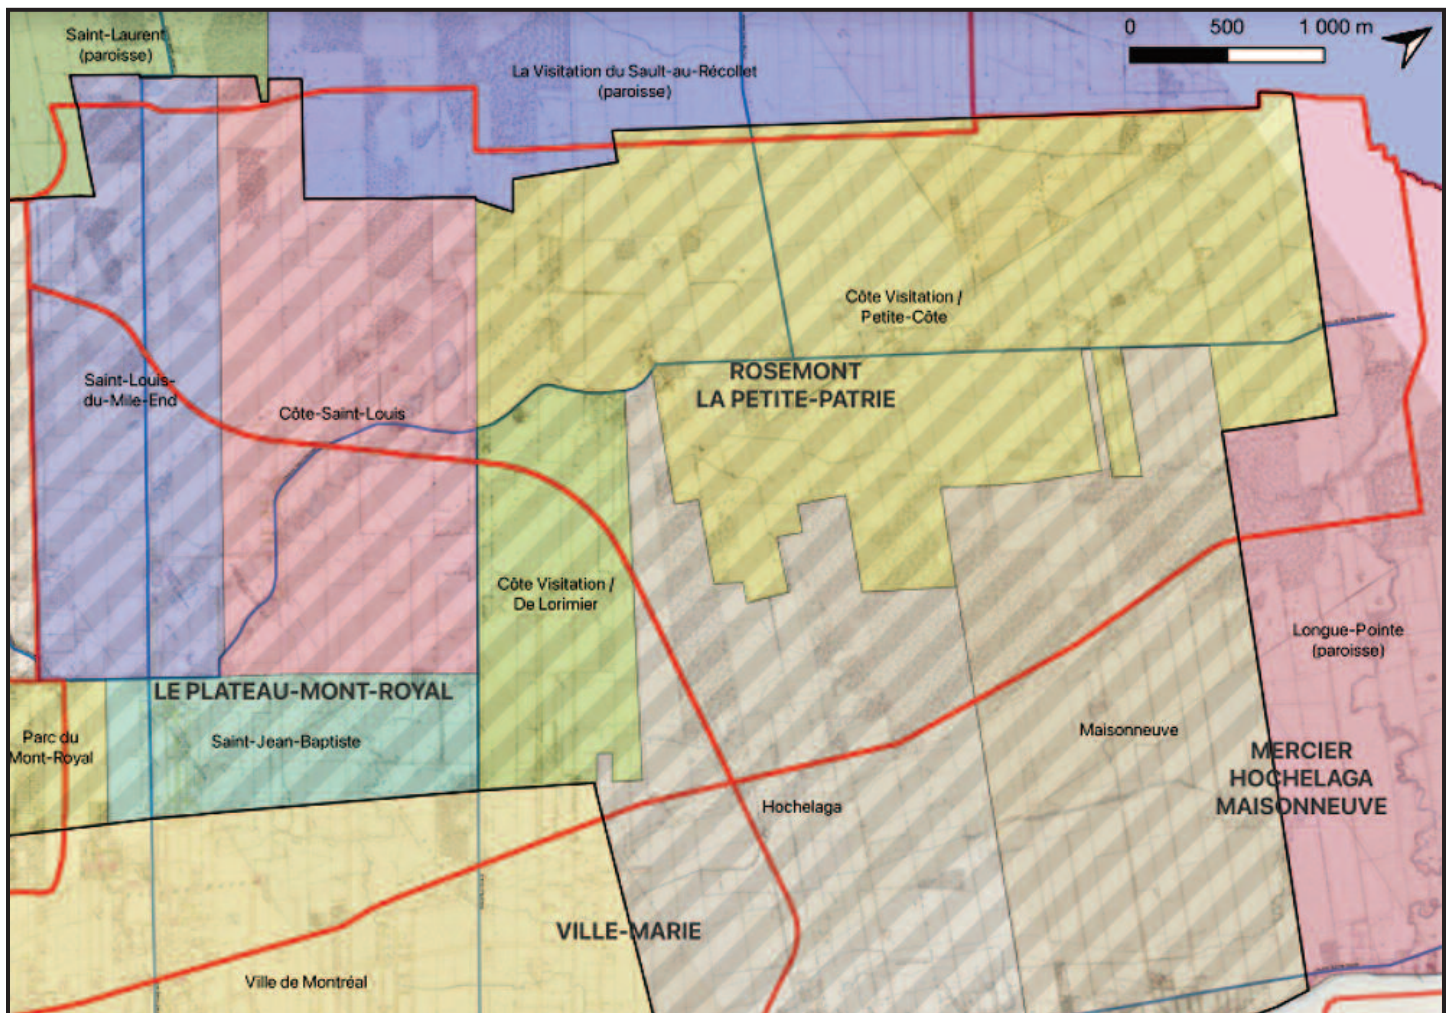 Saint-Laurent
(paroisse)
La Visitation du Sault-au-Récollet
(paroisse)
0 500 1 000 m
Côte Visitation /
Petite-Côte
ROSEMONT
LA PETITE-PATRIE
Saint-Louis-
du-Mile-End
Côte-Saint-Louis
Côte Visitation /
De Lorimier
Longue-Pointe
(paroisse)
LE PLATEAU-MONT-ROYAL
Parc du
Mont-Royal
Saint-Jean-Baptiste
Maisonneuve
MERCIER
HOCHELAGA
MAISONNEUVE
Hochelaga
VILLE-MARIE
Ville de Montréal